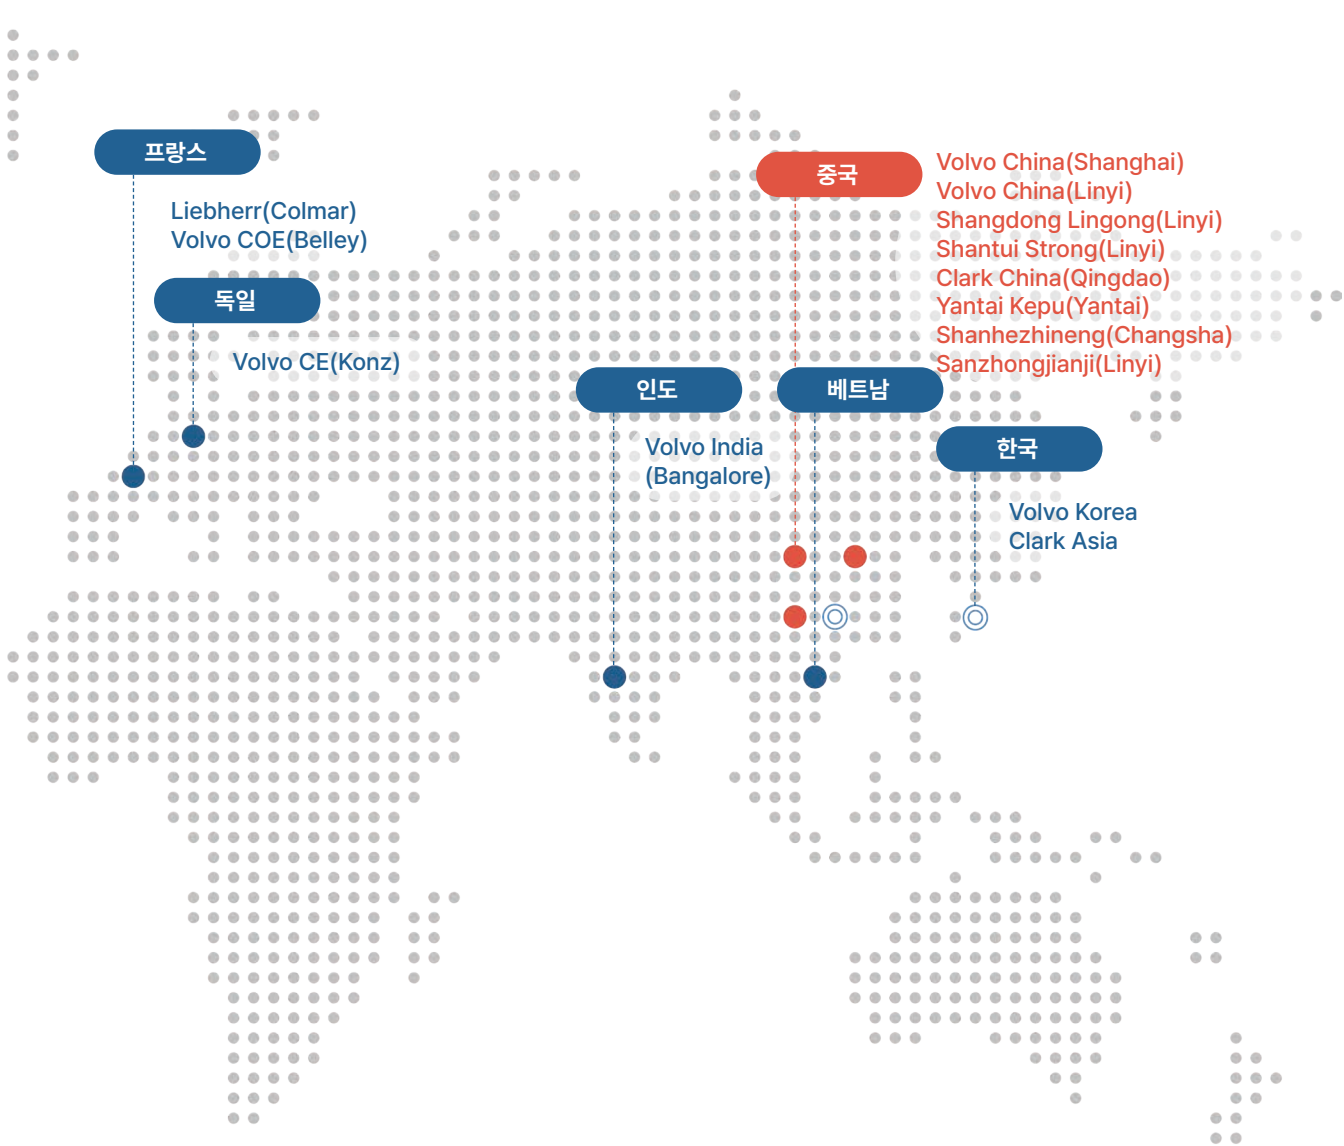 프랑스
Liebherr(Colmar)
Volvo COE(Belley)
독일
Volvo CE(Konz)
중국
Volvo China(Shanghai)
Volvo China(Linyi)
Shangdong Lingong(Linyi)
Shantui Strong(Linyi)
Clark China(Qingdao)
Yantai Kepu(Yantai)
Shanhezhineng(Changsha)
Sanzhongjianji(Linyi)
인도
Volvo India
(Bangalore)
베트남
한국
Volvo Korea
Clark Asia